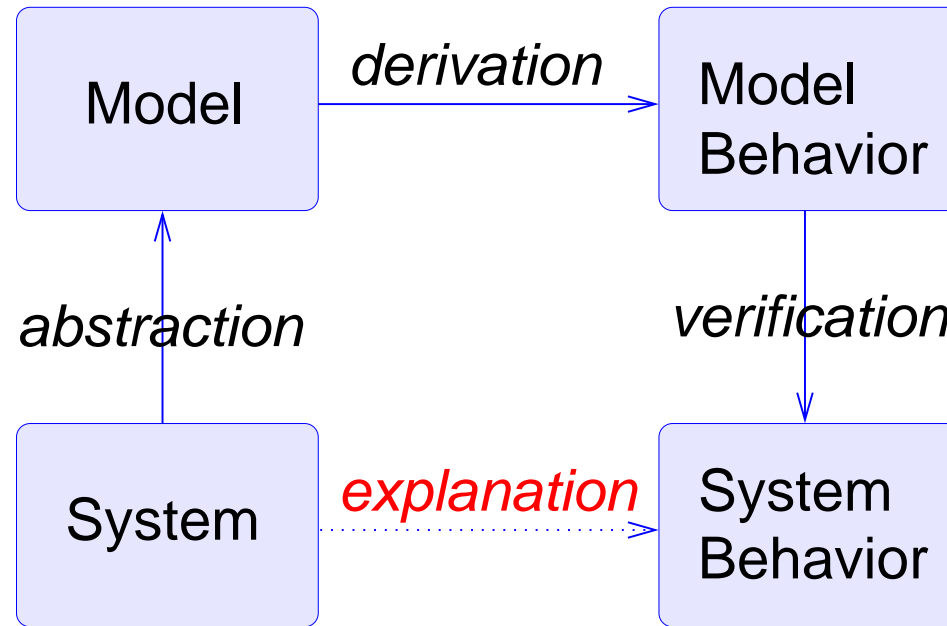 Model
derivation
Model
Behavior
abstraction
verification
System
explanation
System
Behavior